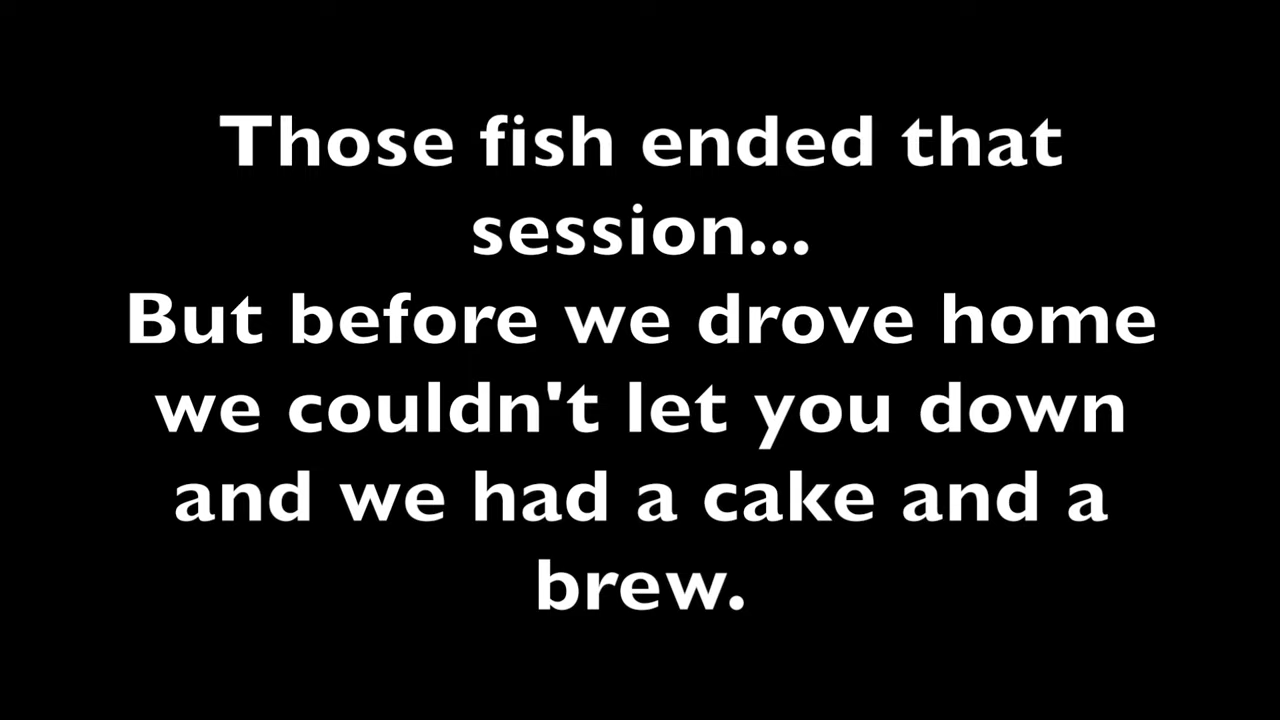 Those fish ended that
session...
But before we drove home
we couldn't let you down
and we had a cake and a
brew.